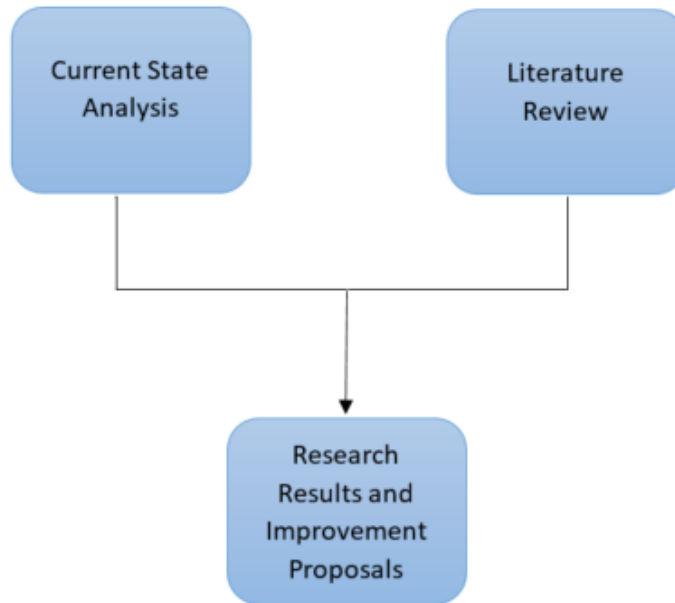 Current State
Analysis
Literature
Review
Research
Results and
Improvement
Proposals